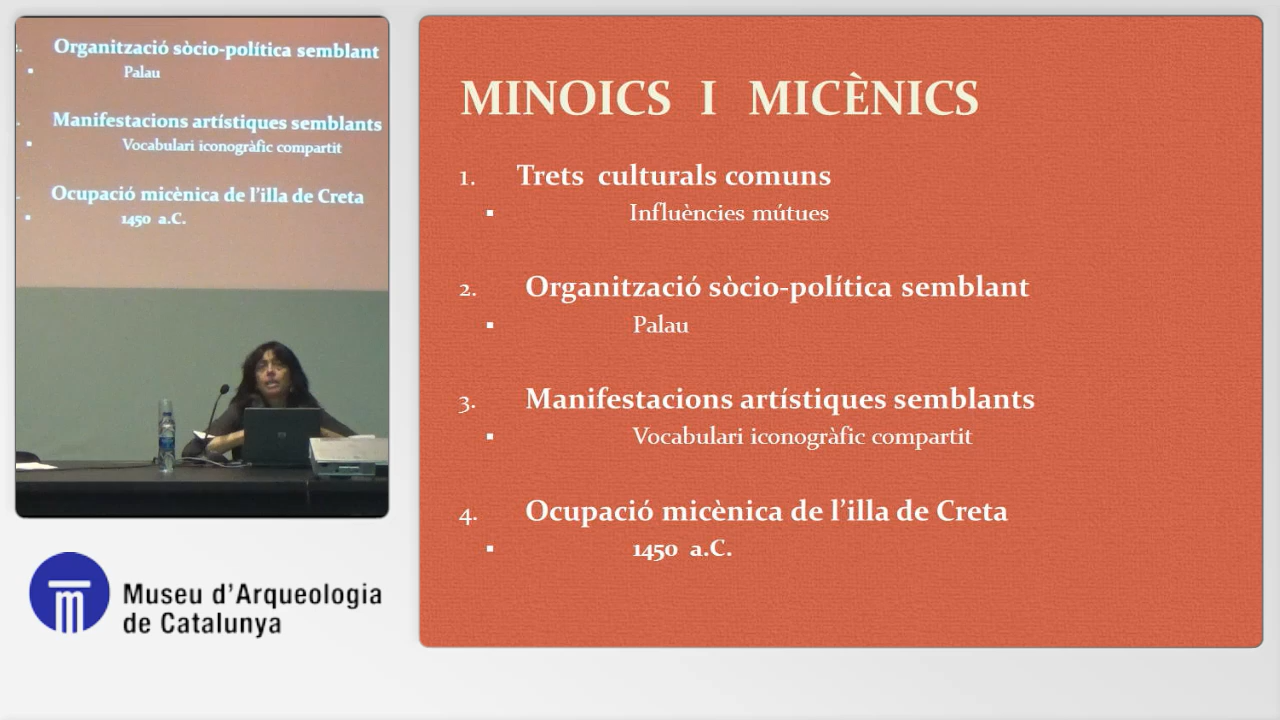 Organització sòcio-política semblant
Palau
Manifestacions artístiques semblants
Vocabulari iconogràfic compartit
Ocupació micènica de l'illa de Creta
1450 a.C.
Museu d'Arqueologia
de Catalunya
MINOICS I MICÈNICS
1. Trets culturals comuns
▪ Influències mútues
2. Organització sòcio-política semblant
▪ Palau
3. Manifestacions artístiques semblants
▪ Vocabulari iconogràfic compartit
4. Ocupació micènica de l'illa de Creta
▪ 1450 a.C.